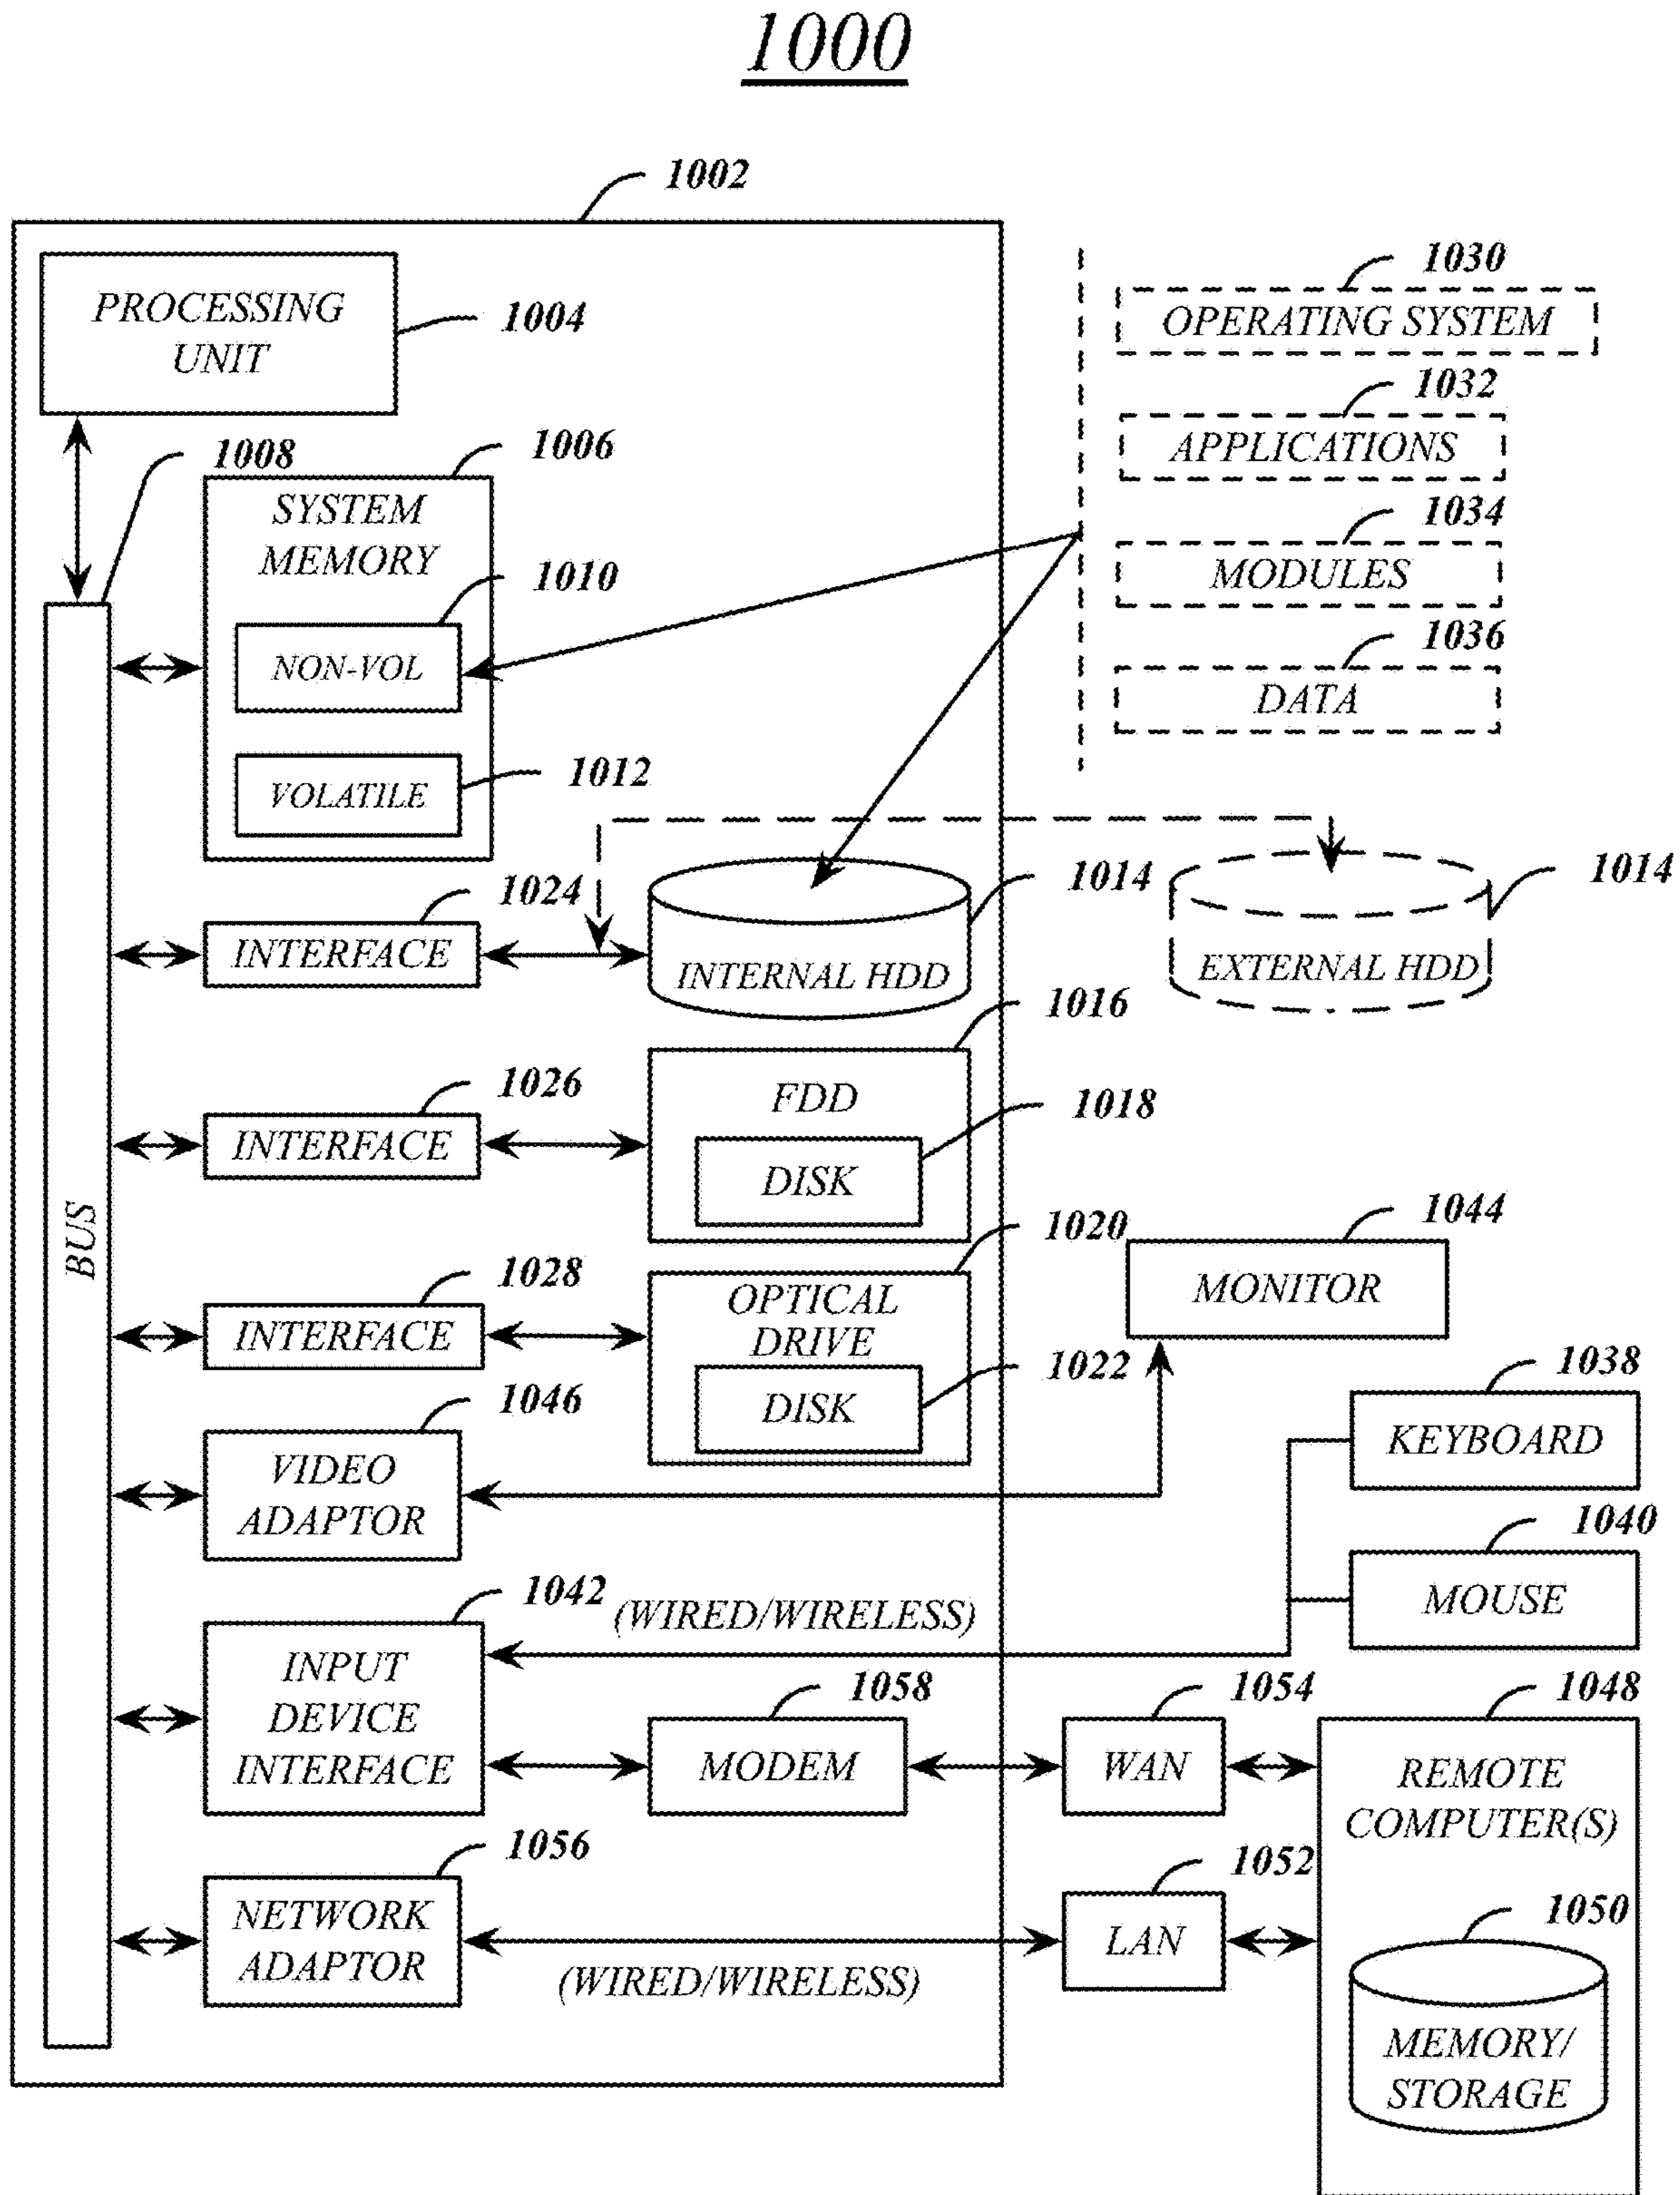 1000
1002
PROCESSING
UNIT
1004
1030
OPERATING SYSTEM
1032
APPLICATIONS
1034
MODULES
1036
DATA
1008
1006
SYSTEM
MEMORY
1010
NON-VOL
1012
VOLATILE
BUS
1024
INTERFACE
1014
INTERNAL HDD
1014
EXTERNAL HDD
1026
INTERFACE
1016
FDD
1018
DISK
1028
INTERFACE
1020
OPTICAL
DRIVE
1022
DISK
1044
MONITOR
1046
VIDEO
ADAPTOR
1038
KEYBOARD
1040
MOUSE
1042
(WIRED/WIRELESS)
INPUT
DEVICE
INTERFACE
1058
MODEM
1054
WAN
1048
REMOTE
COMPUTER(S)
1056
NETWORK
ADAPTOR
(WIRED/WIRELESS)
1052
LAN
1050
MEMORY/
STORAGE